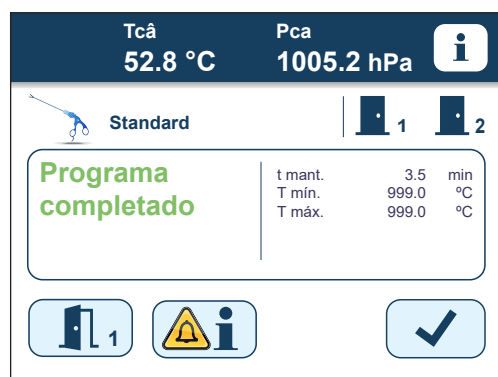 Tcâ Pca
52.8 °C 1005.2 hPa
Standard 1 2
Programa
completado
t mant. 3.5 min
T mín. 999.0 ºC
T máx. 999.0 ºC
1